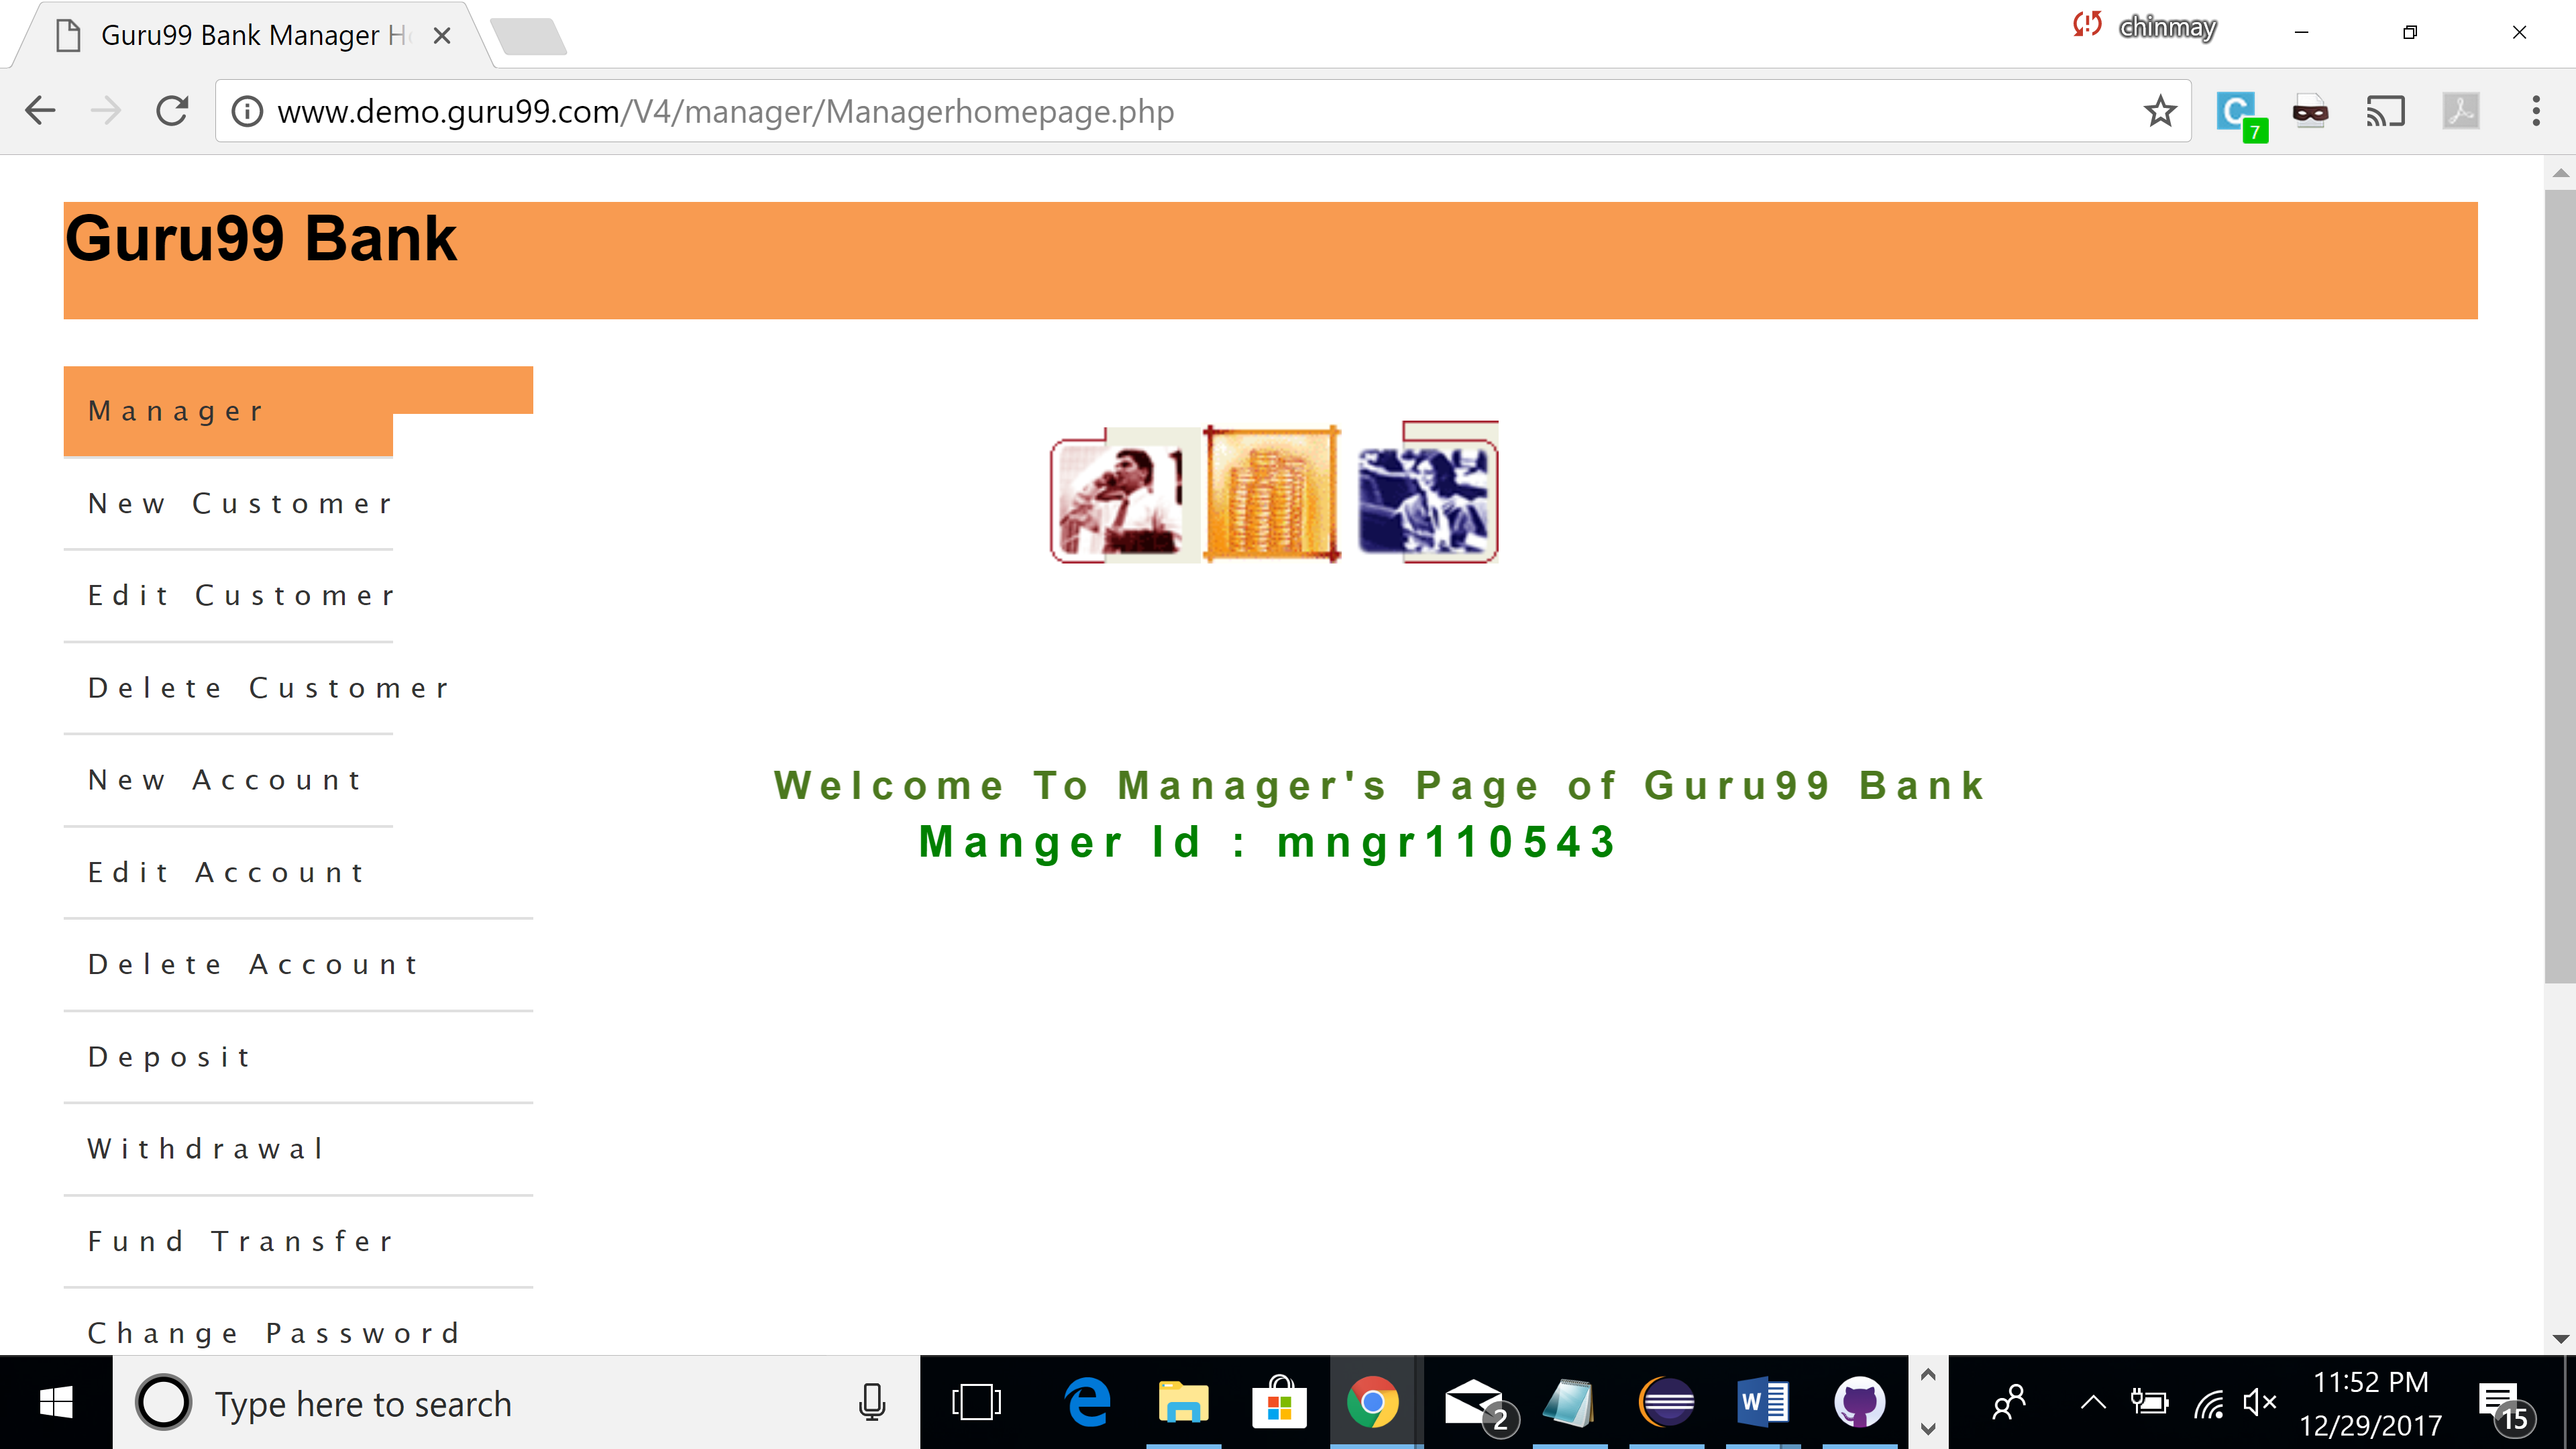 Guru99 Bank Manager H
chinmay
www.demo.guru99.com/V4/manager/Managerhomepage.php
C
7
Guru99 Bank
Manager
New Customer
Edit Customer
Delete Customer
New Account
Edit Account
Delete Account
Deposit
Withdrawal
Fund Transfer
Change Password
Welcome To Manager's Page of Guru99 Bank
Manger Id : mngr110543
Type here to search
2
W
11:52 PM
12/29/2017
15